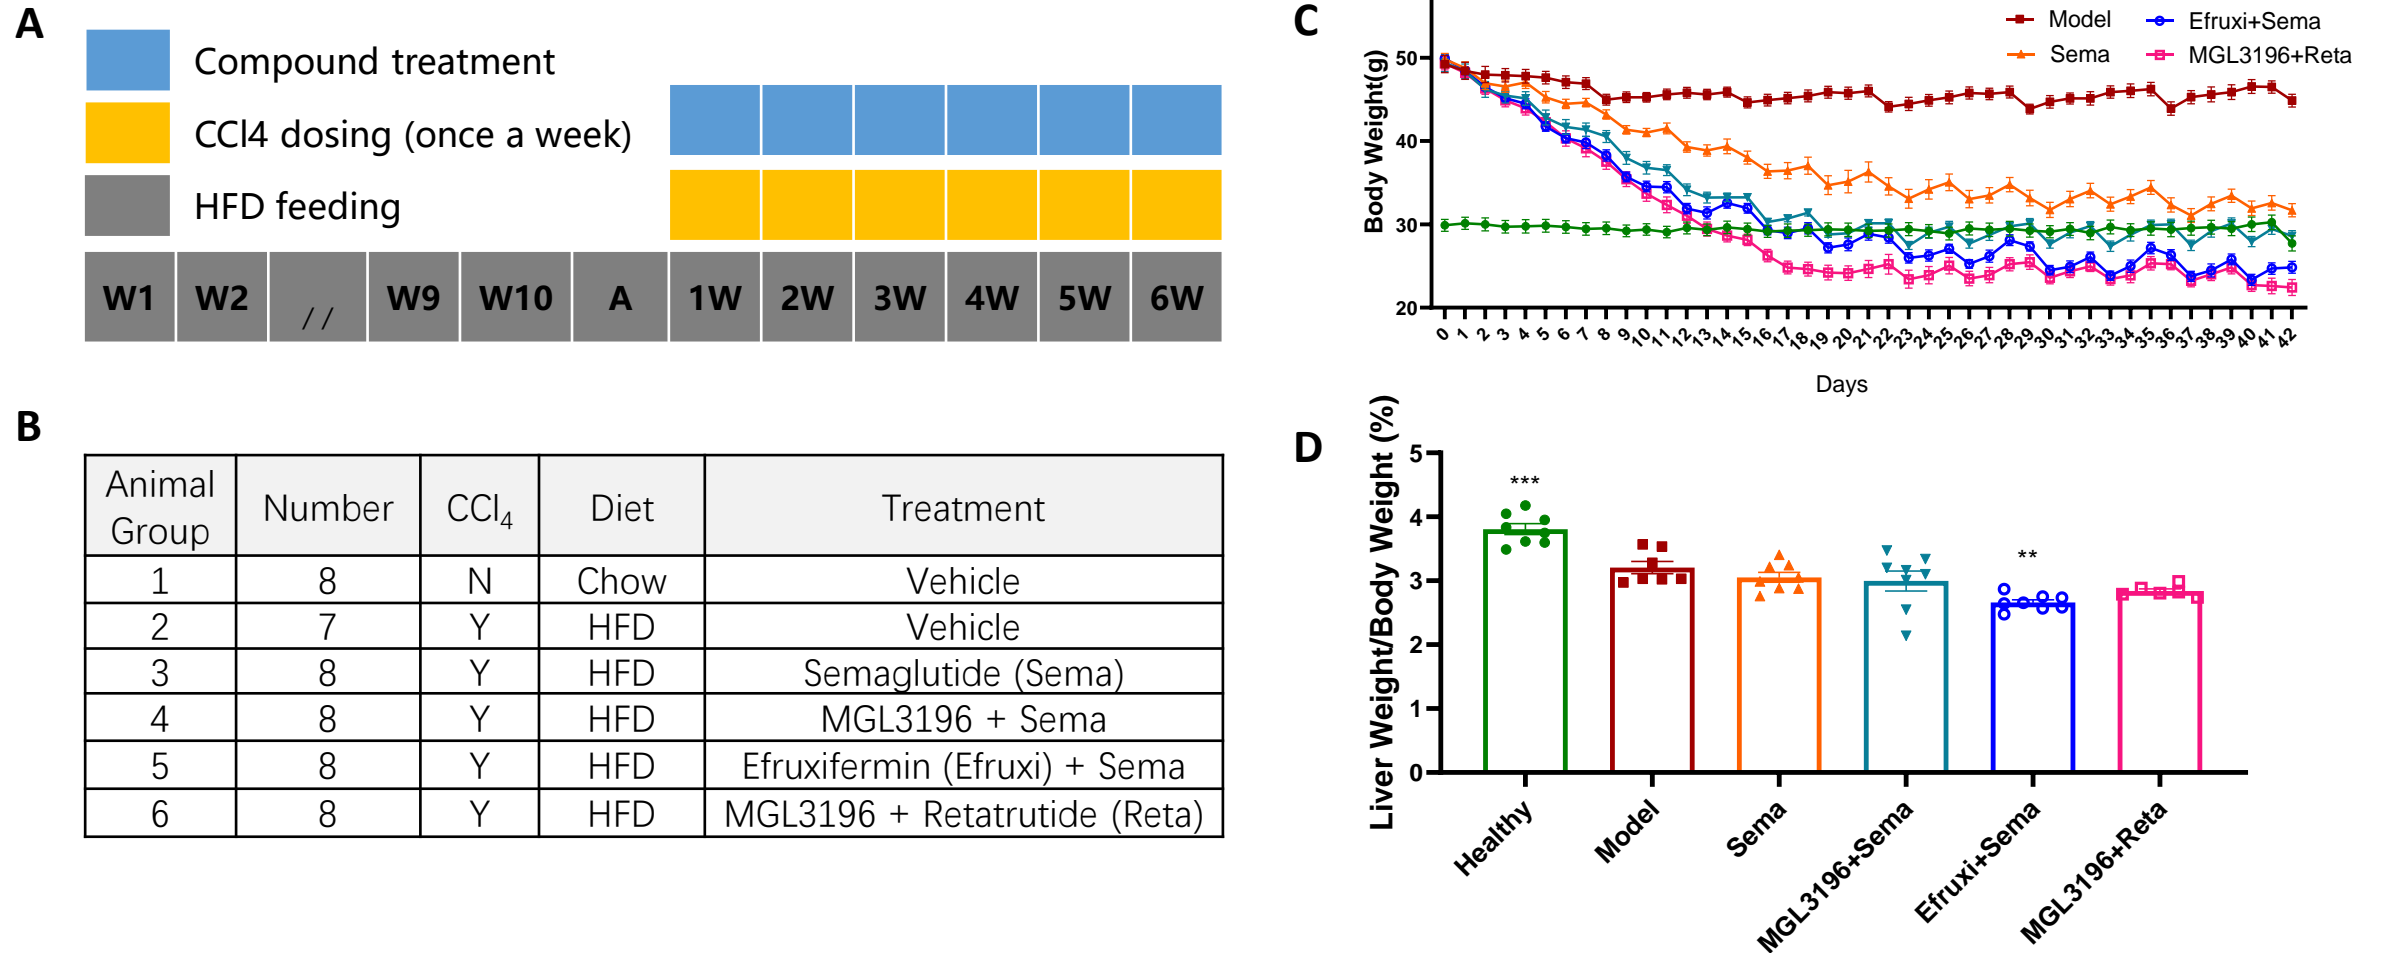 A
Compound treatment
CCl4 dosing (once a week)
HFD feeding
W1 W2 // W9 W10 A 1W 2W 3W 4W 5W 6W
B
Animal Group Number CCl4 Diet Treatment
1 8 N Chow Vehicle
2 7 Y HFD Vehicle
3 8 Y HFD Semaglutide (Sema)
4 8 Y HFD MGL3196 + Sema
5 8 Y HFD Efruxifermin (Efruxi) + Sema
6 8 Y HFD MGL3196 + Retatrutide (Reta)
C
Model Efruxi+Sema
Sema MGL3196+Reta
Body Weight(g)
50
40
30
20
0 1 2 3 4 5 6 7 8 9 10 11 12 13 14 15 16 17 18 19 20 21 22 23 24 25 26 27 28 29 30 31 32 33 34 35 36 37 38 39 40 41 42
Days
D
Liver Weight/Body Weight (%)
5
4
3
2
1
0
***
**
Healthy
Model
Sema
MGL3196+Sema
Efruxi+Sema
MGL3196+Reta